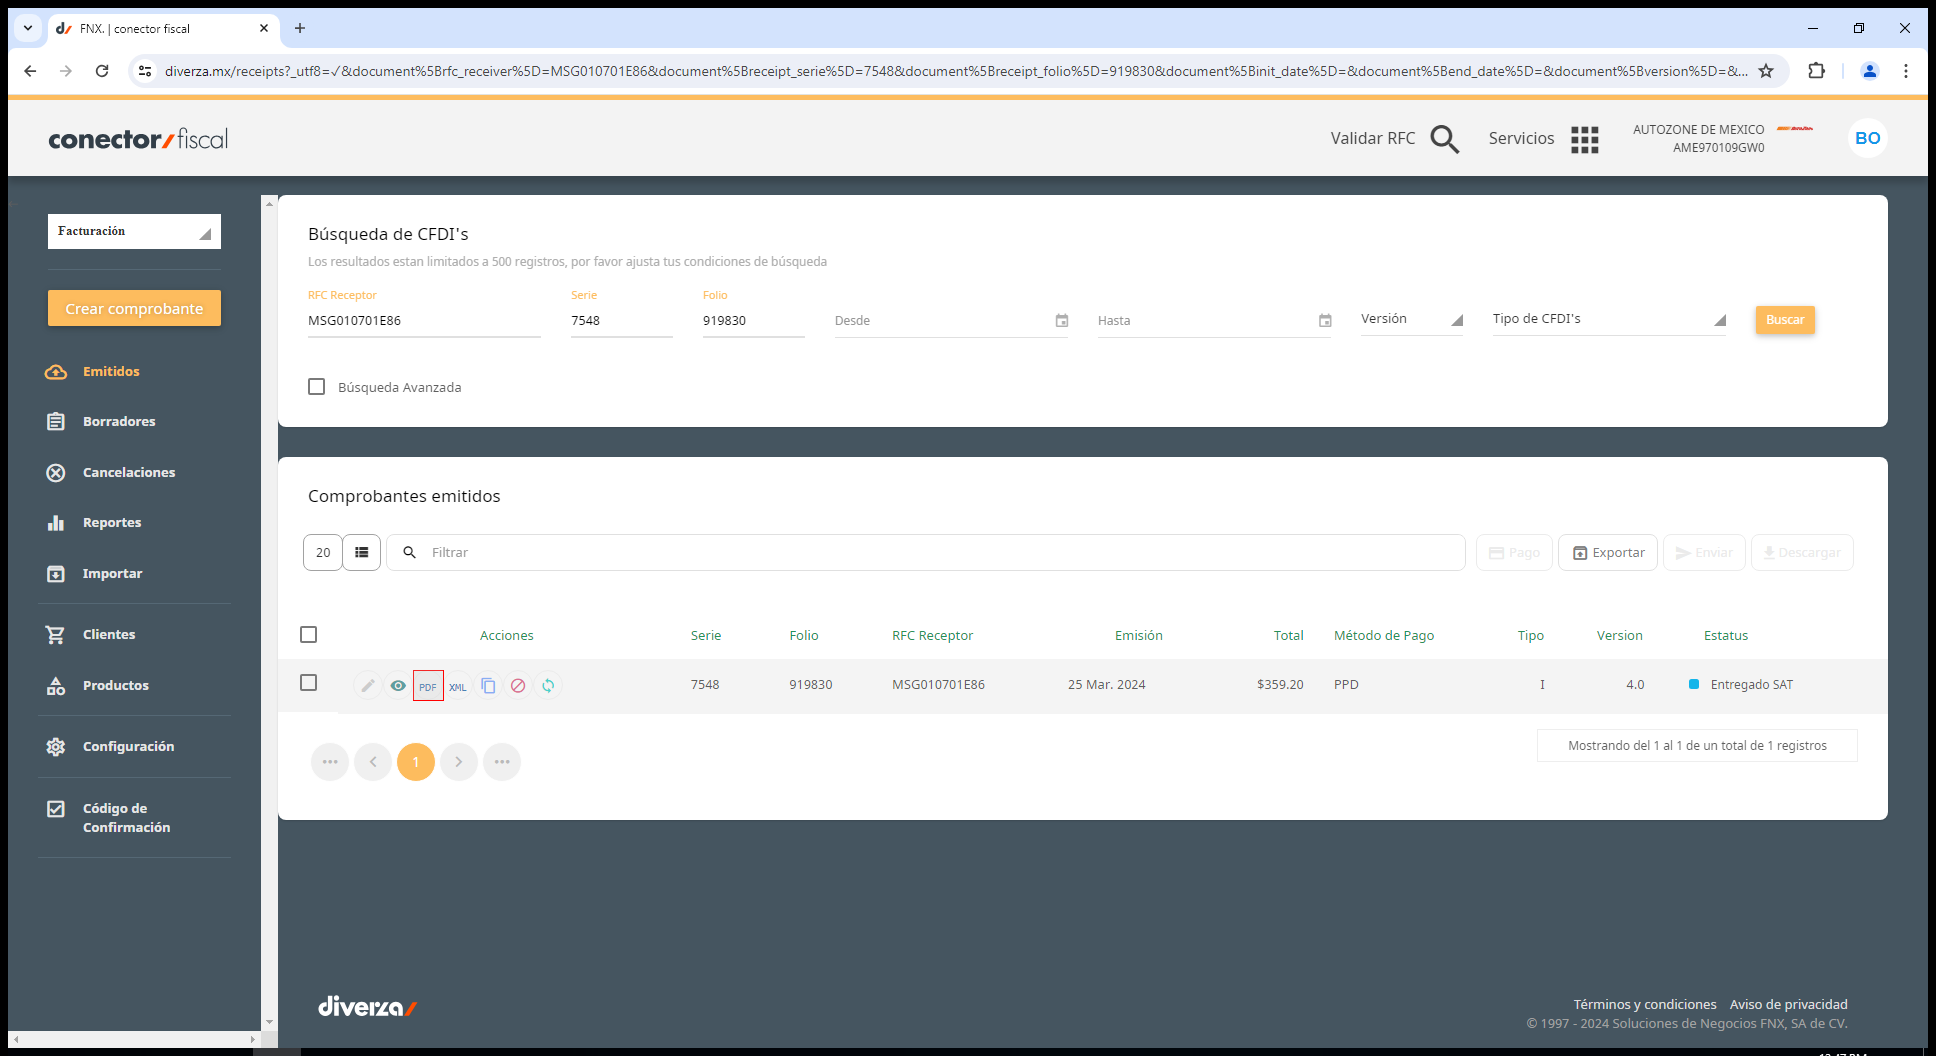 FNX. | conector fiscal
diverza.mx/receipts?_utf8=✓&document%5Brfc_receiver%5D=MSG010701E86&document%5Breceipt_serie%5D=7548&document%5Breceipt_folio%5D=919830&document%5Binit_date%5D=&document%5Bend_date%5D=&document%5Bversion%5D=&...
conector/fiscal
Validar RFC
Servicios
AUTOZONE DE MEXICO
AME970109GW0
BO
Facturación
Crear comprobante
Emitidos
Borradores
Cancelaciones
Reportes
Importar
Clientes
Productos
Configuración
Código de
Confirmación
Búsqueda de CFDI's
Los resultados estan limitados a 500 registros, por favor ajusta tus condiciones de búsqueda
RFC Receptor Serie Folio
MSG010701E86 7548 919830 Desde Hasta Versión Tipo de CFDI's Buscar
Búsqueda Avanzada
Comprobantes emitidos
20 Filtrar Pago Exportar Enviar Descargar
Acciones Serie Folio RFC Receptor Emisión Total Método de Pago Tipo Version Estatus
PDF XML 7548 919830 MSG010701E86 25 Mar. 2024 $359.20 PPD I 4.0 Entregado SAT
1
Mostrando del 1 al 1 de un total de 1 registros
diverza/
Términos y condiciones Aviso de privacidad
© 1997 - 2024 Soluciones de Negocios FNX, SA de CV.